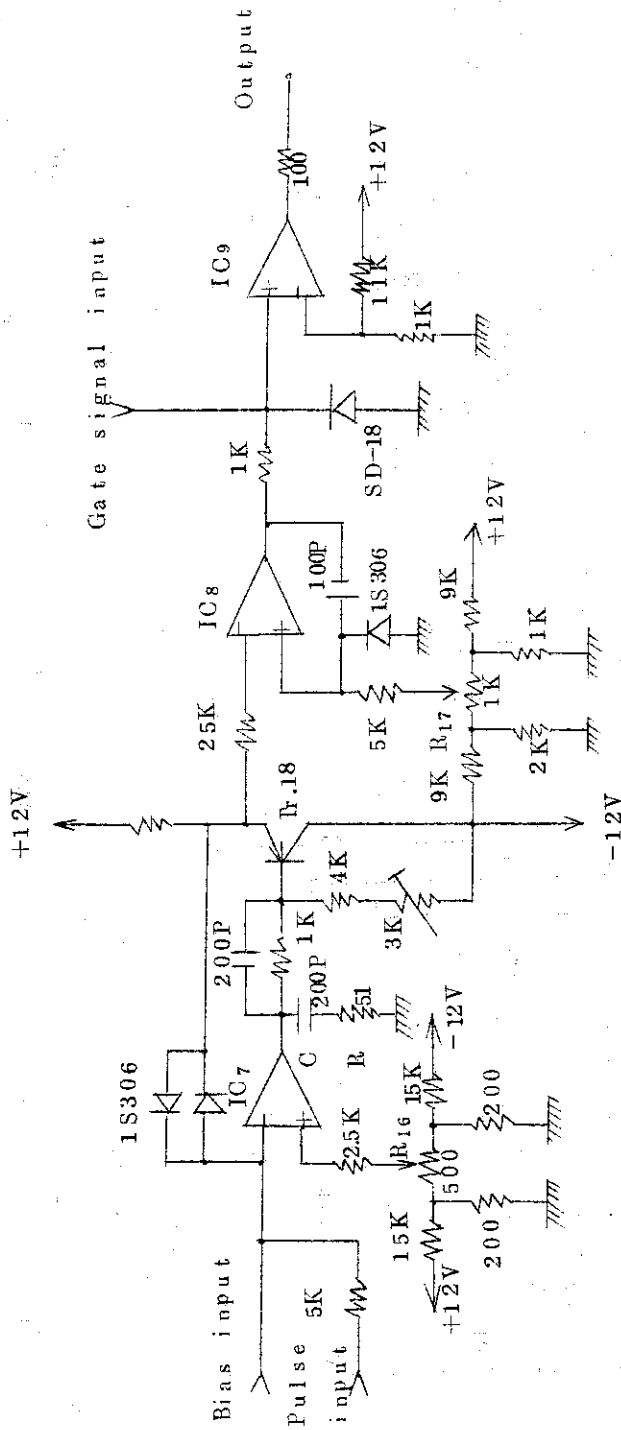 Bias input
Pulse
input
5K
1S306
IC7
2.5K
R16
500
15K
+12V
200
15K
-12V
200
C
R
200P
51
200P
1K
4K
3K
+12V
Tr.18
-12V
25K
IC8
100P
1S306
5K
R17
9K
2K
1K
1K
9K
+12V
1K
Gate signal input
SD-18
IC9
11K
+12V
1K
100
Output